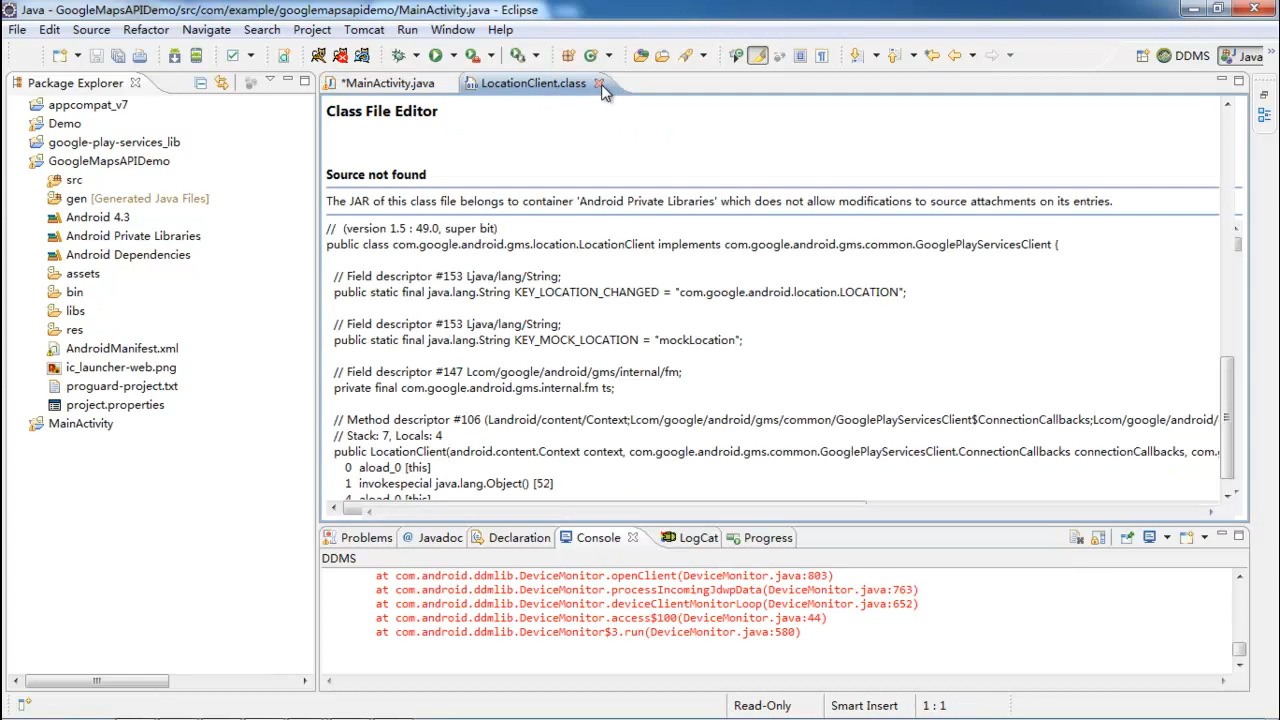 Java - GoogleMapsAPIDemo/src/com/example/googlemapsapidemo/MainActivity.java - Eclipse
File Edit Source Refactor Navigate Search Project Tomcat Run Window Help
DDMS Java
Package Explorer
*MainActivity.java LocationClient.class
appcompat_v7
Demo
google-play-services_lib
GoogleMapsAPIDemo
src
gen [Generated Java Files]
Android 4.3
Android Private Libraries
Android Dependencies
assets
bin
libs
res
AndroidManifest.xml
ic_launcher-web.png
proguard-project.txt
project.properties
MainActivity
Class File Editor
Source not found
The JAR of this class file belongs to container 'Android Private Libraries' which does not allow modifications to source attachments on its entries.
// (version 1.5 : 49.0, super bit)
public class com.google.android.gms.location.LocationClient implements com.google.android.gms.common.GooglePlayServicesClient {
// Field descriptor #153 Ljava/lang/String;
public static final java.lang.String KEY_LOCATION_CHANGED = "com.google.android.location.LOCATION";
// Field descriptor #153 Ljava/lang/String;
public static final java.lang.String KEY_MOCK_LOCATION = "mockLocation";
// Field descriptor #147 Lcom/google/android/gms/internal/fm;
private final com.google.android.gms.internal.fm ts;
// Method descriptor #106 (Landroid/content/Context;Lcom/google/android/gms/common/GooglePlayServicesClient$ConnectionCallbacks;Lcom/google/android/
// Stack: 7, Locals: 4
public LocationClient(android.content.Context context, com.google.android.gms.common.GooglePlayServicesClient.ConnectionCallbacks connectionCallbacks, com.g
0 aload_0 [this]
1 invokespecial java.lang.Object() [52]
4 aload_0 [this]
Problems Javadoc Declaration Console LogCat Progress
DDMS
at com.android.ddmlib.DeviceMonitor.openClient(DeviceMonitor.java:803)
at com.android.ddmlib.DeviceMonitor.processIncomingJdwpData(DeviceMonitor.java:763)
at com.android.ddmlib.DeviceMonitor.deviceClientMonitorLoop(DeviceMonitor.java:652)
at com.android.ddmlib.DeviceMonitor.access$100(DeviceMonitor.java:44)
at com.android.ddmlib.DeviceMonitor$3.run(DeviceMonitor.java:580)
Read-Only Smart Insert 1 : 1